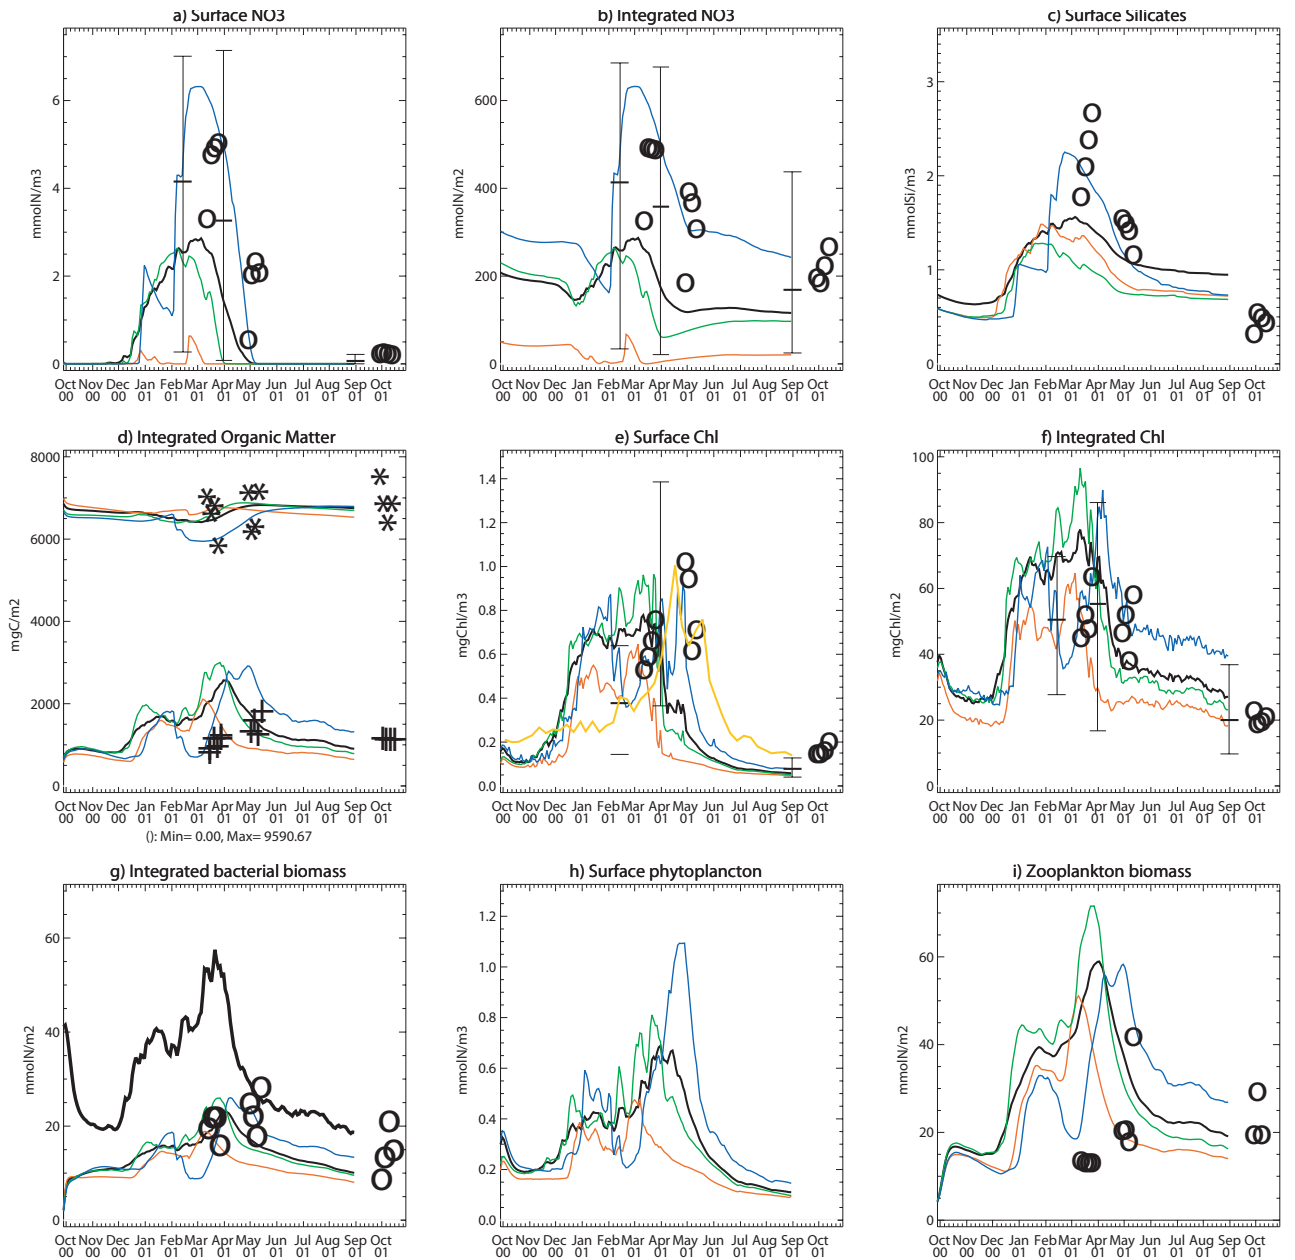 a) Surface NO3
b) Integrated NO3
c) Surface Silicates
mmolN/m3
6
4
2
0
Oct 00 Nov 00 Dec 00 Jan 01 Feb 01 Mar 01 Apr 01 May 01 Jun 01 Jul 01 Aug 01 Sep 01 Oct 01
mmolN/m2
600
400
200
0
Oct 00 Nov 00 Dec 00 Jan 01 Feb 01 Mar 01 Apr 01 May 01 Jun 01 Jul 01 Aug 01 Sep 01 Oct 01
mmolSi/m3
3
2
1
0
Oct 00 Nov 00 Dec 00 Jan 01 Feb 01 Mar 01 Apr 01 May 01 Jun 01 Jul 01 Aug 01 Sep 01 Oct 01
d) Integrated Organic Matter
e) Surface Chl
f) Integrated Chl
mgC/m2
8000
6000
4000
2000
0
Oct 00 Nov 00 Dec 00 Jan 01 Feb 01 Mar 01 Apr 01 May 01 Jun 01 Jul 01 Aug 01 Sep 01 Oct 01
(): Min= 0.00, Max= 9590.67
mgChl/m3
1.4
1.2
1.0
0.8
0.6
0.4
0.2
0.0
Oct 00 Nov 00 Dec 00 Jan 01 Feb 01 Mar 01 Apr 01 May 01 Jun 01 Jul 01 Aug 01 Sep 01 Oct 01
mgChl/m2
100
80
60
40
20
0
Oct 00 Nov 00 Dec 00 Jan 01 Feb 01 Mar 01 Apr 01 May 01 Jun 01 Jul 01 Aug 01 Sep 01 Oct 01
g) Integrated bacterial biomass
h) Surface phytoplancton
i) Zooplankton biomass
mmolN/m2
60
40
20
0
Oct 00 Nov 00 Dec 00 Jan 01 Feb 01 Mar 01 Apr 01 May 01 Jun 01 Jul 01 Aug 01 Sep 01 Oct 01
mmolN/m3
1.2
1.0
0.8
0.6
0.4
0.2
0.0
Oct 00 Nov 00 Dec 00 Jan 01 Feb 01 Mar 01 Apr 01 May 01 Jun 01 Jul 01 Aug 01 Sep 01 Oct 01
mmolN/m2
60
40
20
0
Oct 00 Nov 00 Dec 00 Jan 01 Feb 01 Mar 01 Apr 01 May 01 Jun 01 Jul 01 Aug 01 Sep 01 Oct 01